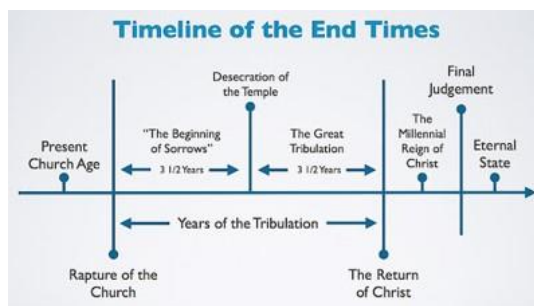 Timeline of the End Times
Desecration of
the Temple
Final
Judgement
Present
Church Age
"The Beginning
of Sorrows"
3 1/2 Years
The Great
Tribulation
3 1/2 Years
The
Millennial
Reign of
Christ
Eternal
State
Years of the Tribulation
Rapture of the
Church
The Return
of Christ